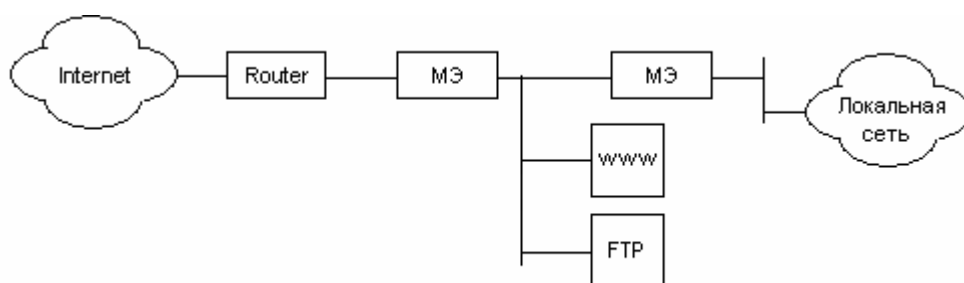 Internet
Router
МЭ
МЭ
Локальная
сеть
WWW
FTP